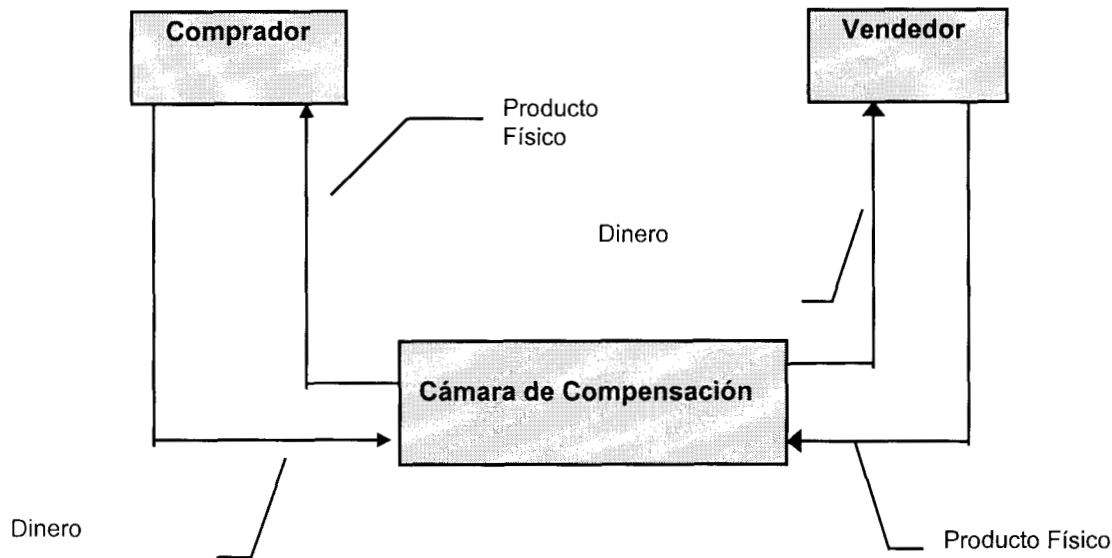 Comprador
Vendedor
Producto
Físico
Dinero
Cámara de Compensación
Dinero
Producto Físico